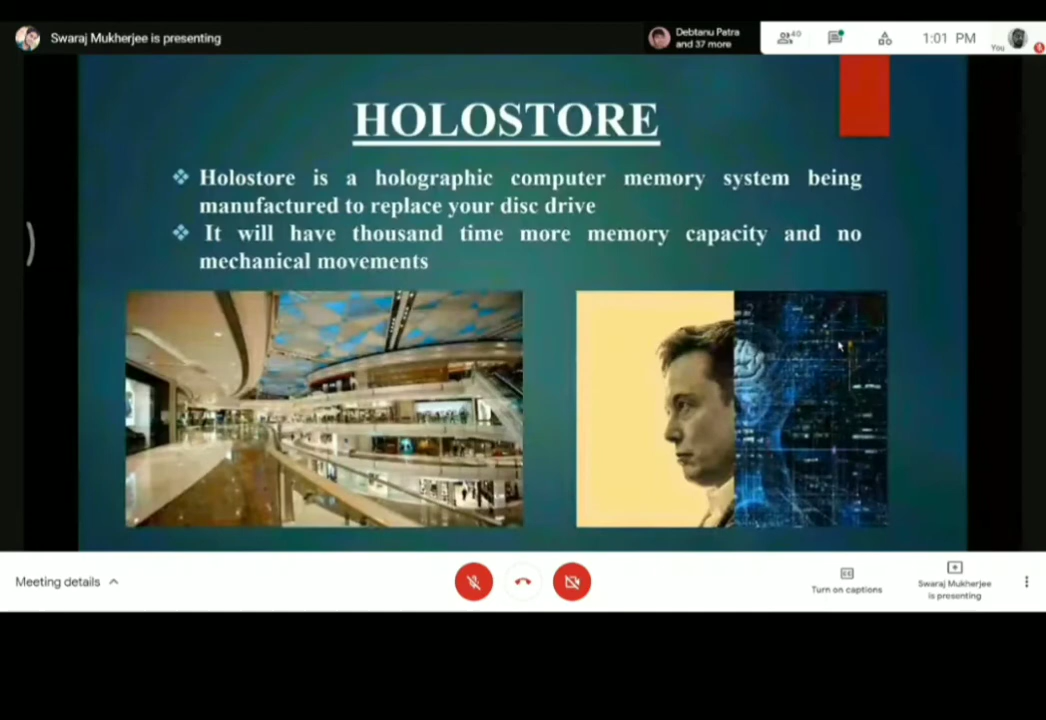 Swaraj Mukherjee is presenting
Debtanu Patra
and 37 more
40
1:01 PM
You
HOLOSTORE
❖ Holostore is a holographic computer memory system being
manufactured to replace your disc drive
❖ It will have thousand time more memory capacity and no
mechanical movements
Meeting details
Turn on captions
Swaraj Mukherjee
is presenting